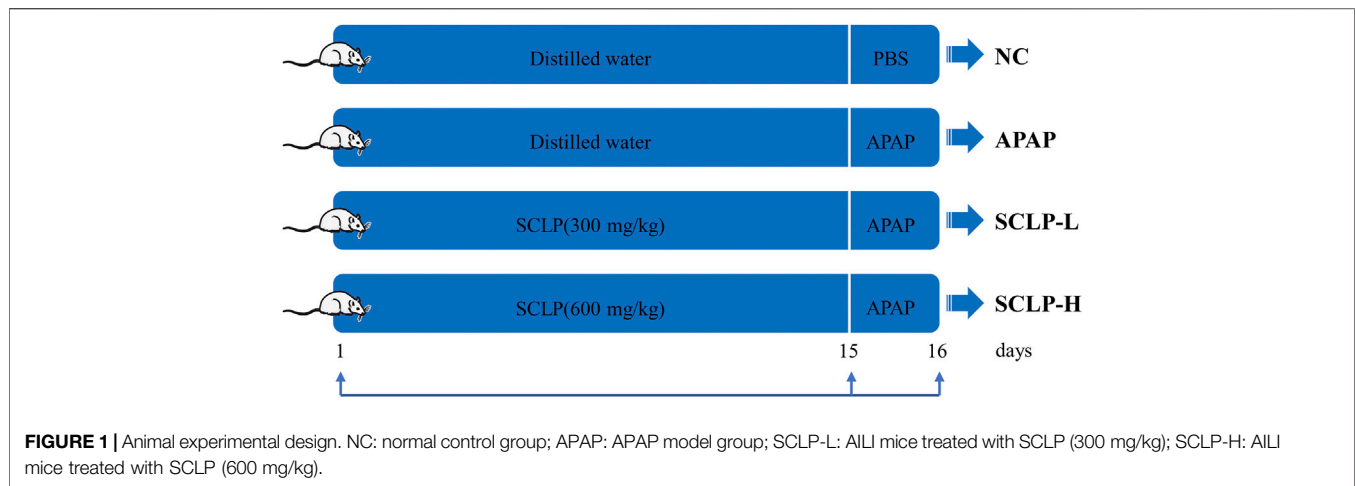 Distilled water PBS NC
Distilled water APAP APAP
SCLP(300 mg/kg) APAP SCLP-L
SCLP(600 mg/kg) APAP SCLP-H
1 15 16 days
FIGURE 1 | Animal experimental design. NC: normal control group; APAP: APAP model group; SCLP-L: AILI mice treated with SCLP (300 mg/kg); SCLP-H: AILI
mice treated with SCLP (600 mg/kg).